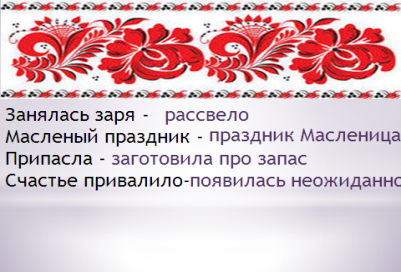 Занялась заря - рассвело
Масленый праздник - праздник Масленица
Припасла - заготовила про запас
Счастье привалило-появилась неожиданно